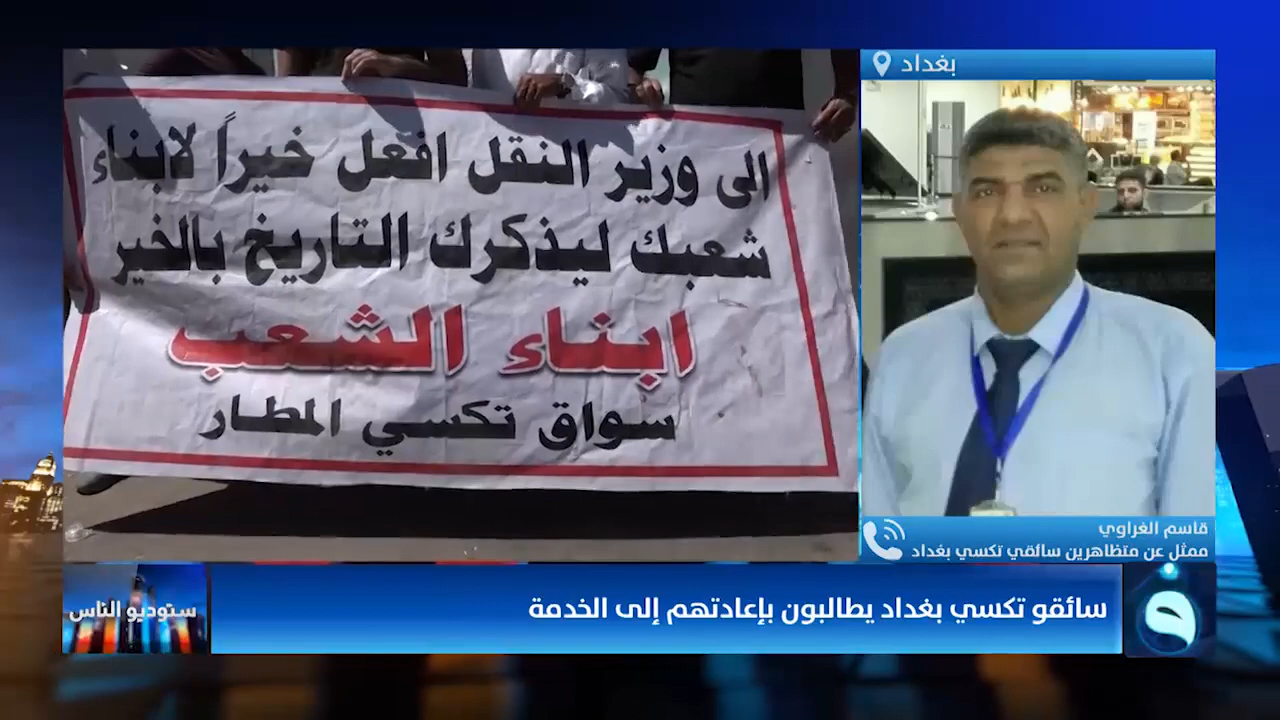 الى وزير النقل افعل خيراً لابناء
شعبك ليذكرك التاريخ بالخير
ابناء الشعب
سواق تكسي المطار
بغداد
قاسم الغراوي
ممثل عن متظاهرين سائقي تكسي بغداد
سائقو تكسي بغداد يطالبون بإعادتهم إلى الخدمة
ستوديو الناس